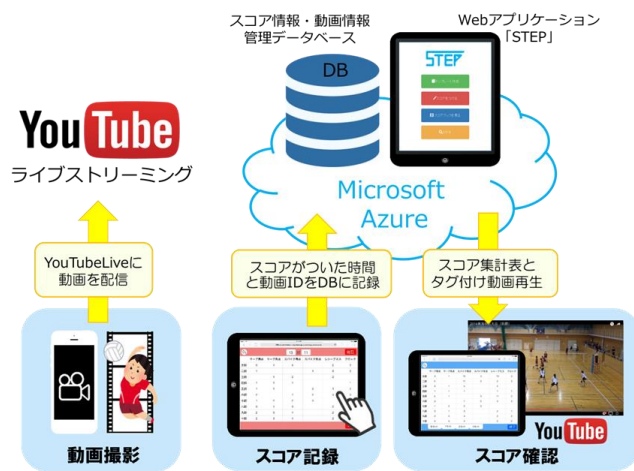 スコア情報・動画情報
管理データベース
Webアプリケーション
「STEP」
DB
STEP
YouTube
ライブストリーミング
Microsoft
Azure
YouTubeLiveに
動画を配信
スコアがついた時間
と動画IDをDBに記録
スコア集計表と
タグ付け動画再生
動画撮影
スコア記録
YouTube
スコア確認